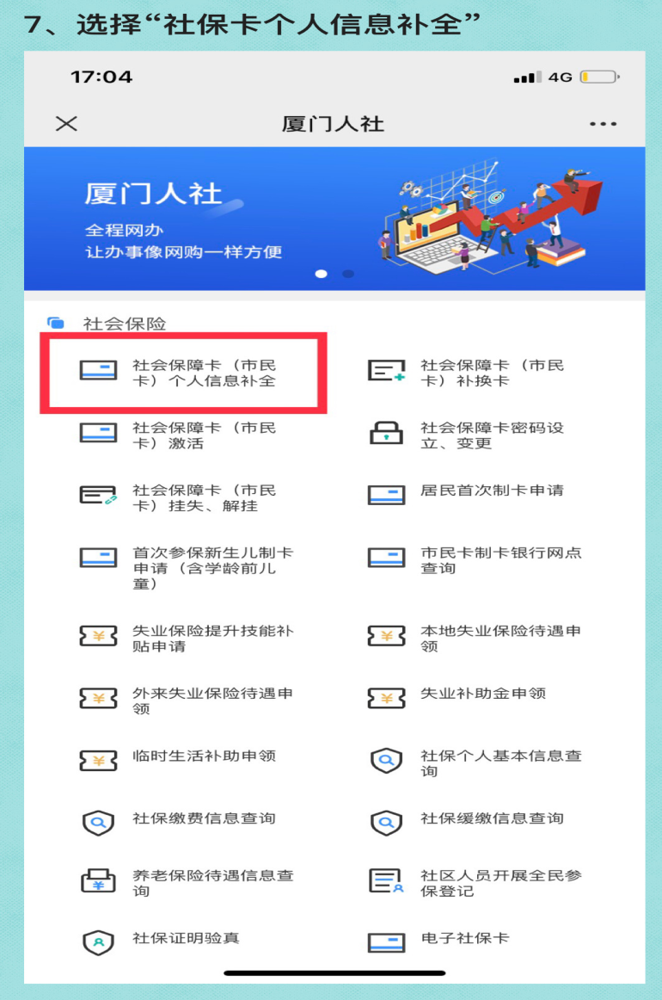 7、选择“社保卡个人信息补全”
17:04
4G
厦门人社
厦门人社
全程网办
让办事像网购一样方便
社会保险
社会保障卡（市民
卡）个人信息补全
社会保障卡（市民
卡）补换卡
社会保障卡（市民
卡）激活
社会保障卡密码设
立、变更
社会保障卡（市民
卡）挂失、解挂
居民首次制卡申请
首次参保新生儿制卡
申请（含学龄前儿
童）
市民卡制卡银行网点
查询
失业保险提升技能补
贴申请
本地失业保险待遇申
领
外来失业保险待遇申
领
失业补助金申领
临时生活补助申领
社保个人基本信息查
询
社保缴费信息查询
社保缓缴信息查询
养老保险待遇信息查
询
社区人员开展全民参
保登记
社保证明验真
电子社保卡